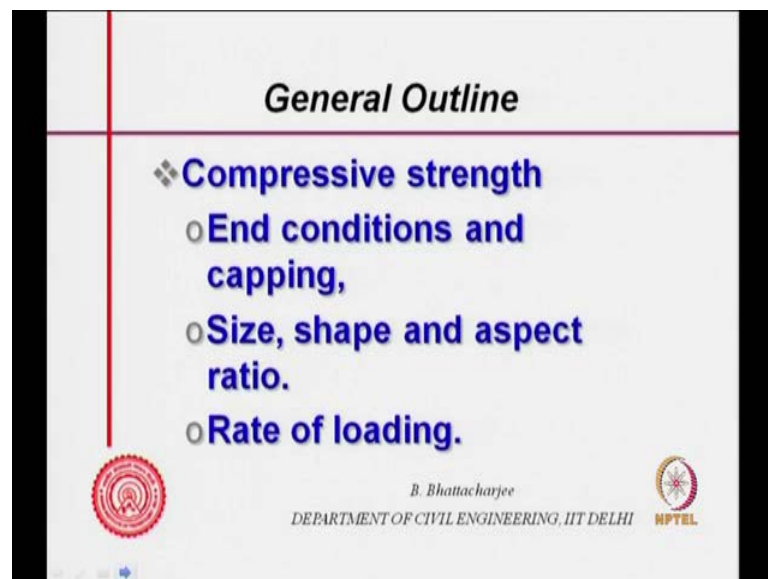 General Outline
❖Compressive strength
oEnd conditions and
capping,
oSize, shape and aspect
ratio.
oRate of loading.
B. Bhattacharjee
DEPARTMENT OF CIVIL ENGINEERING, IIT DELHI
NPTEL